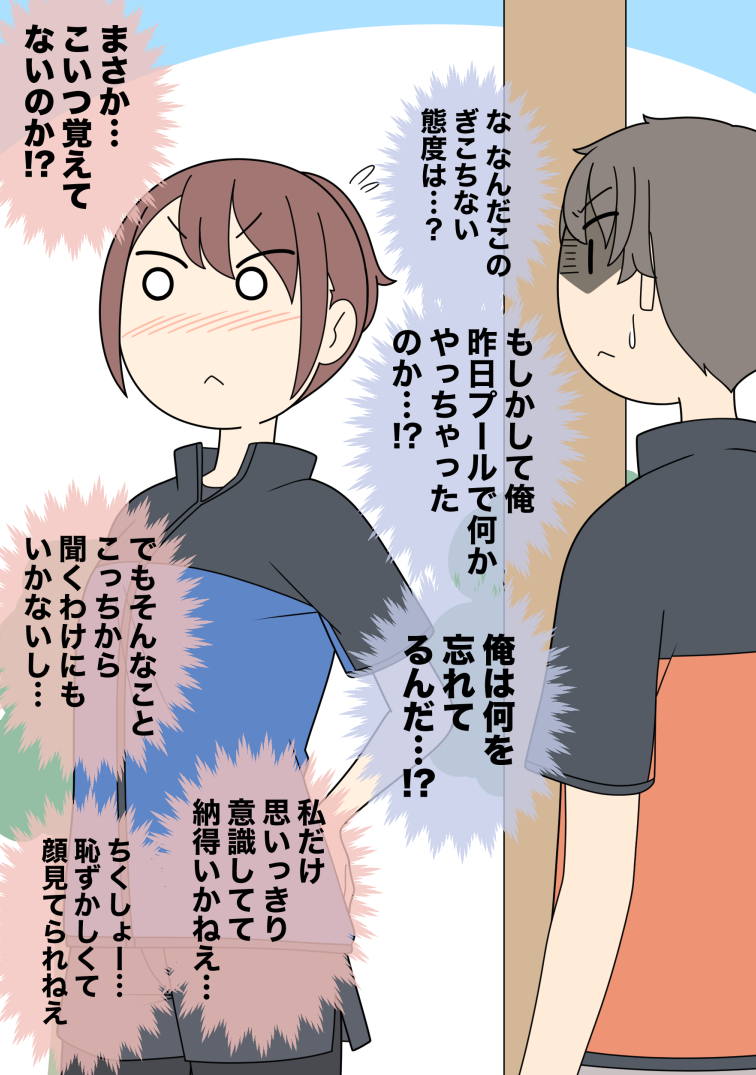 な なんだこの
ぎこちない
態度は…?
もしかして俺
昨日プールで何か
やっちゃった
のか…!?
俺は何を
忘れて
るんだ…!?
まさか…
こいつ覚えて
ないのか!?
でもそんなこと
こっちから
聞くわけにも
いかないし…
私だけ
思いっきり
意識してて
納得いかねえ…
ちくしょー…
恥ずかしくて
顔見てられねえ